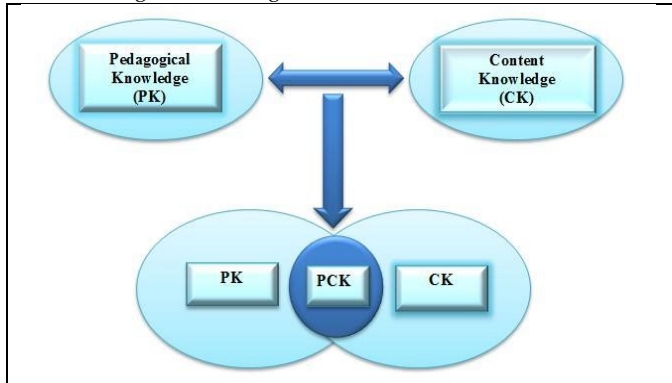 Pedagogical
Knowledge
(PK)
Content
Knowledge
(CK)
PK
PCK
CK